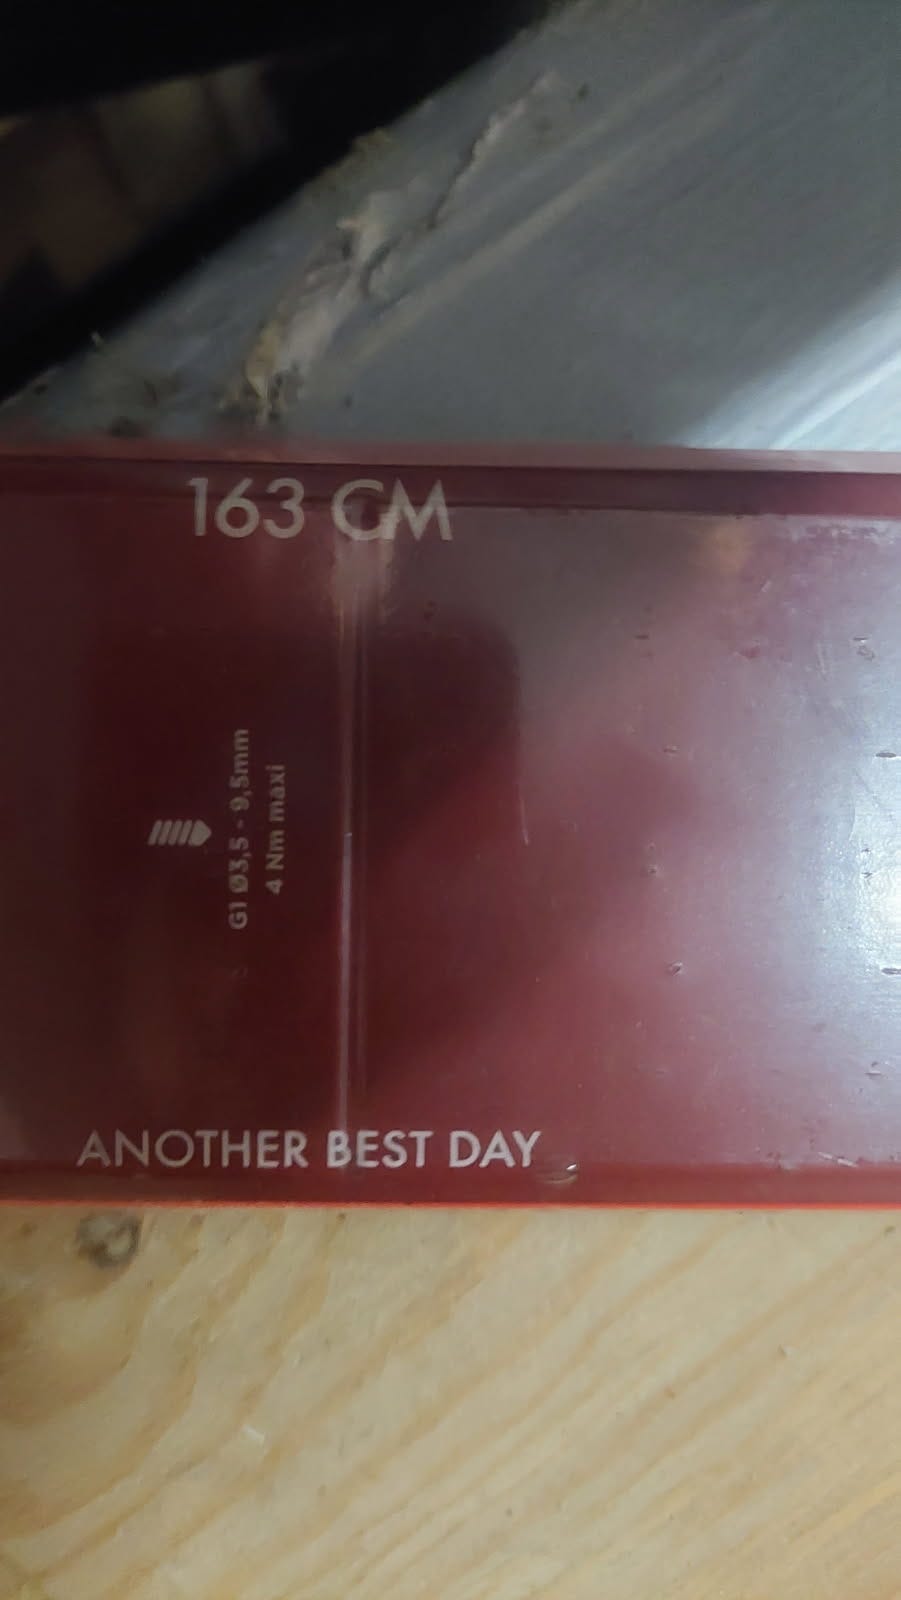 163 CM
G1 Ø3,5 - 9,5mm
4 Nm maxi
ANOTHER BEST DAY